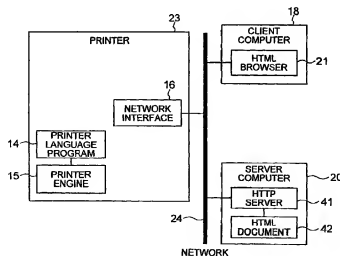 23
PRINTER
16
NETWORK
INTERFACE
14
PRINTER
LANGUAGE
PROGRAM
15
PRINTER
ENGINE
18
CLIENT
COMPUTER
HTML
BROWSER
21
SERVER
COMPUTER
20
HTTP
SERVER
41
HTML
DOCUMENT
42
24
NETWORK